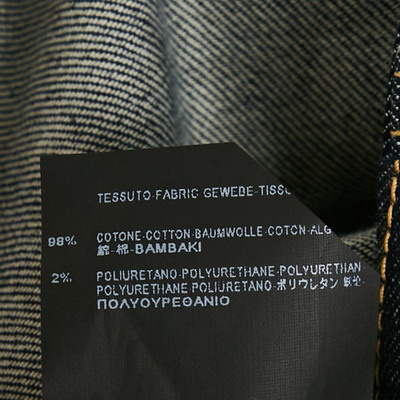 TESSUTO-FABRIC GEWEBE-TISSU
98% COTONE-COTTON-BAUMWOLLE-COTON-ALG
綿-棉-BAMBAKI
2% POLIURETANO-POLYURETHANE-POLYURETHAN
POLYURETHANE POLIURETANO-ポリウレタン
ΠΟΛΥΟΥΡΕΘΑΝΙΟ